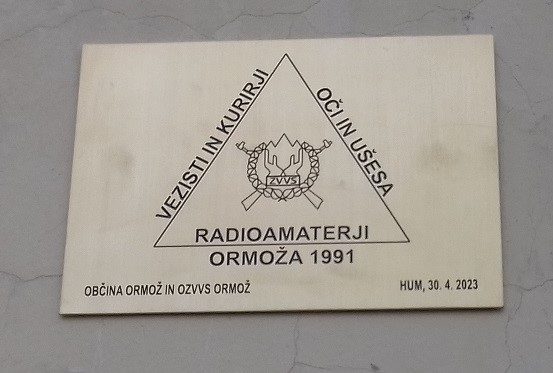 VEZISTI IN KURIRJI
OČI IN UŠESA
ZVVS
RADIOAMATERJI
ORMOŽA 1991
OBČINA ORMOŽ IN OZVVS ORMOŽ
HUM, 30. 4. 2023